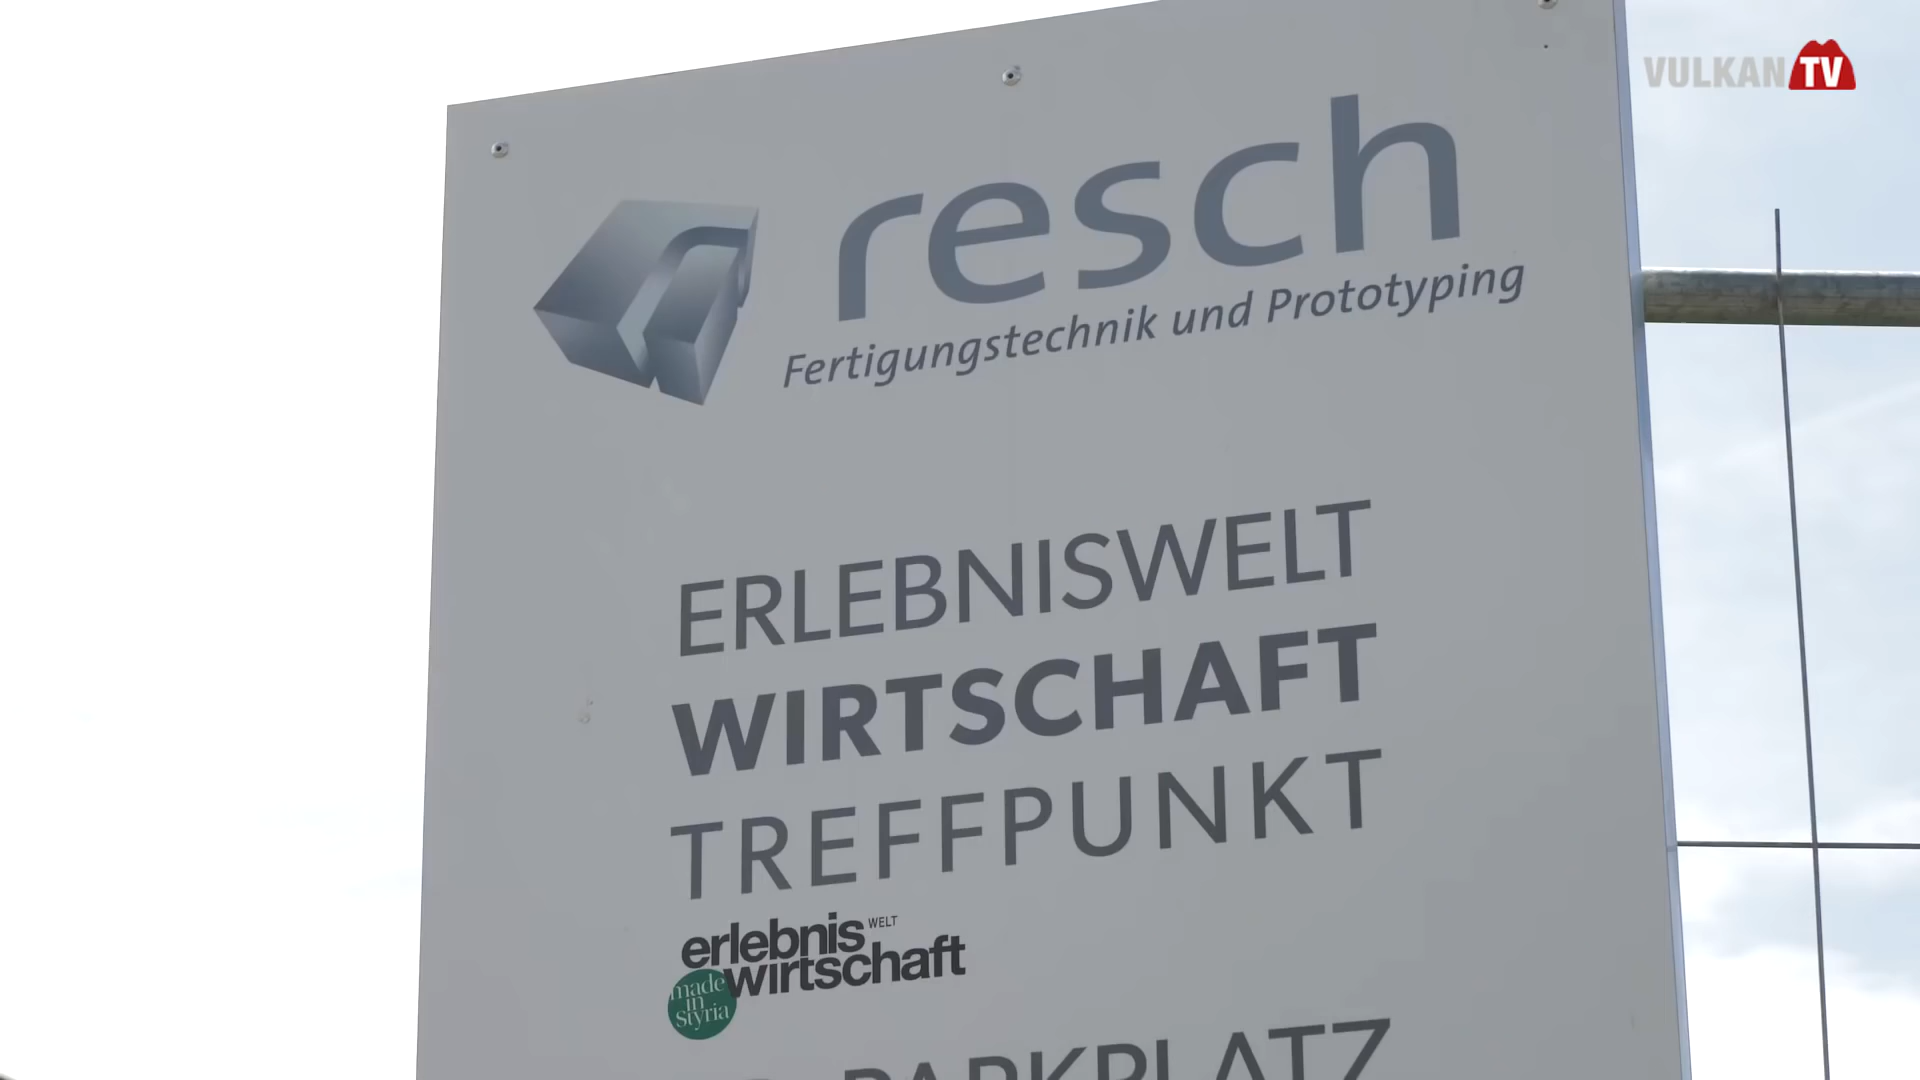 VULKAN TV
resch
Fertigungstechnik und Prototyping
ERLEBNISWELT
WIRTSCHAFT
TREFFPUNKT
erlebnis WELT
wirtschaft
made
in
styria
PARKPLATZ